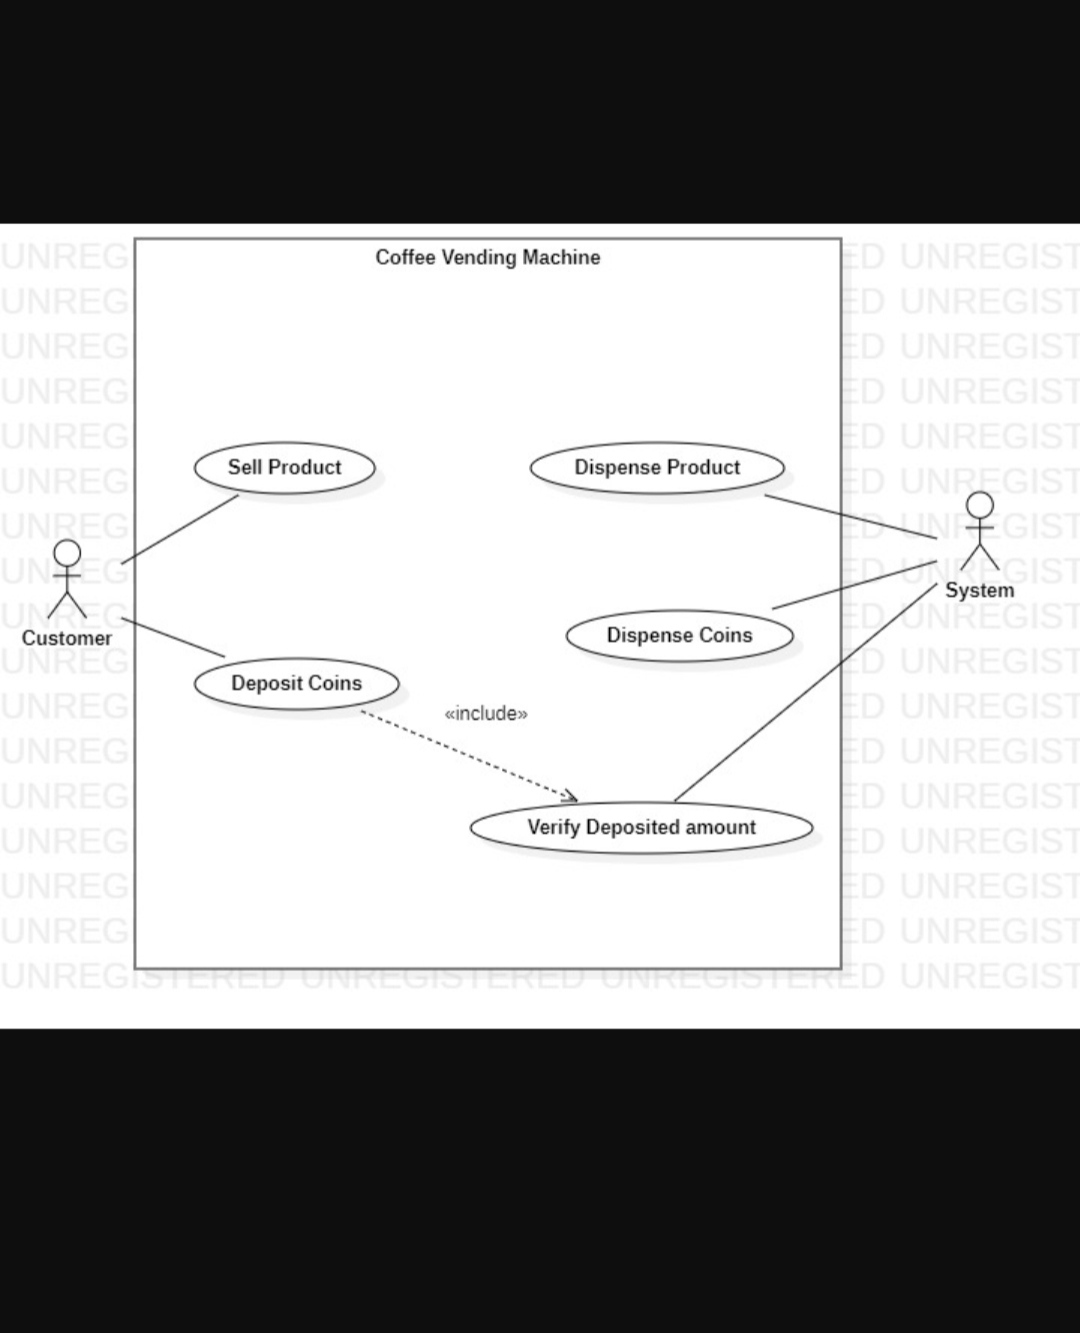 Coffee Vending Machine
Sell Product
Dispense Product
System
Dispense Coins
Customer
Deposit Coins
«include»
Verify Deposited amount
UNREGISTERED UNREGISTERED UNREGISTERED UNREGIST